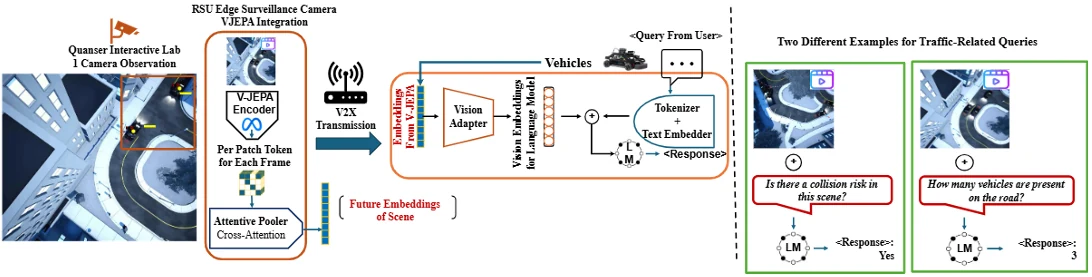 Quanser Interactive Lab
1 Camera Observation
RSU Edge Surveillance Camera
VJEPA Integration
V-JEPA
Encoder
Per Patch Token
for Each Frame
Attentive Pooler
Cross-Attention
Future Embeddings
of Scene
V2X
Transmission
Embeddings
From V-JEPA
Vision
Adapter
Vision Embeddings
for Language Model
Vehicles
<Query From User>
Tokenizer
+
Text Embedder
+
L
M
<Response>
Two Different Examples for Traffic-Related Queries
+
Is there a collision risk in
this scene?
LM
<Response>:
Yes
+
How many vehicles are present
on the road?
LM
<Response>:
3